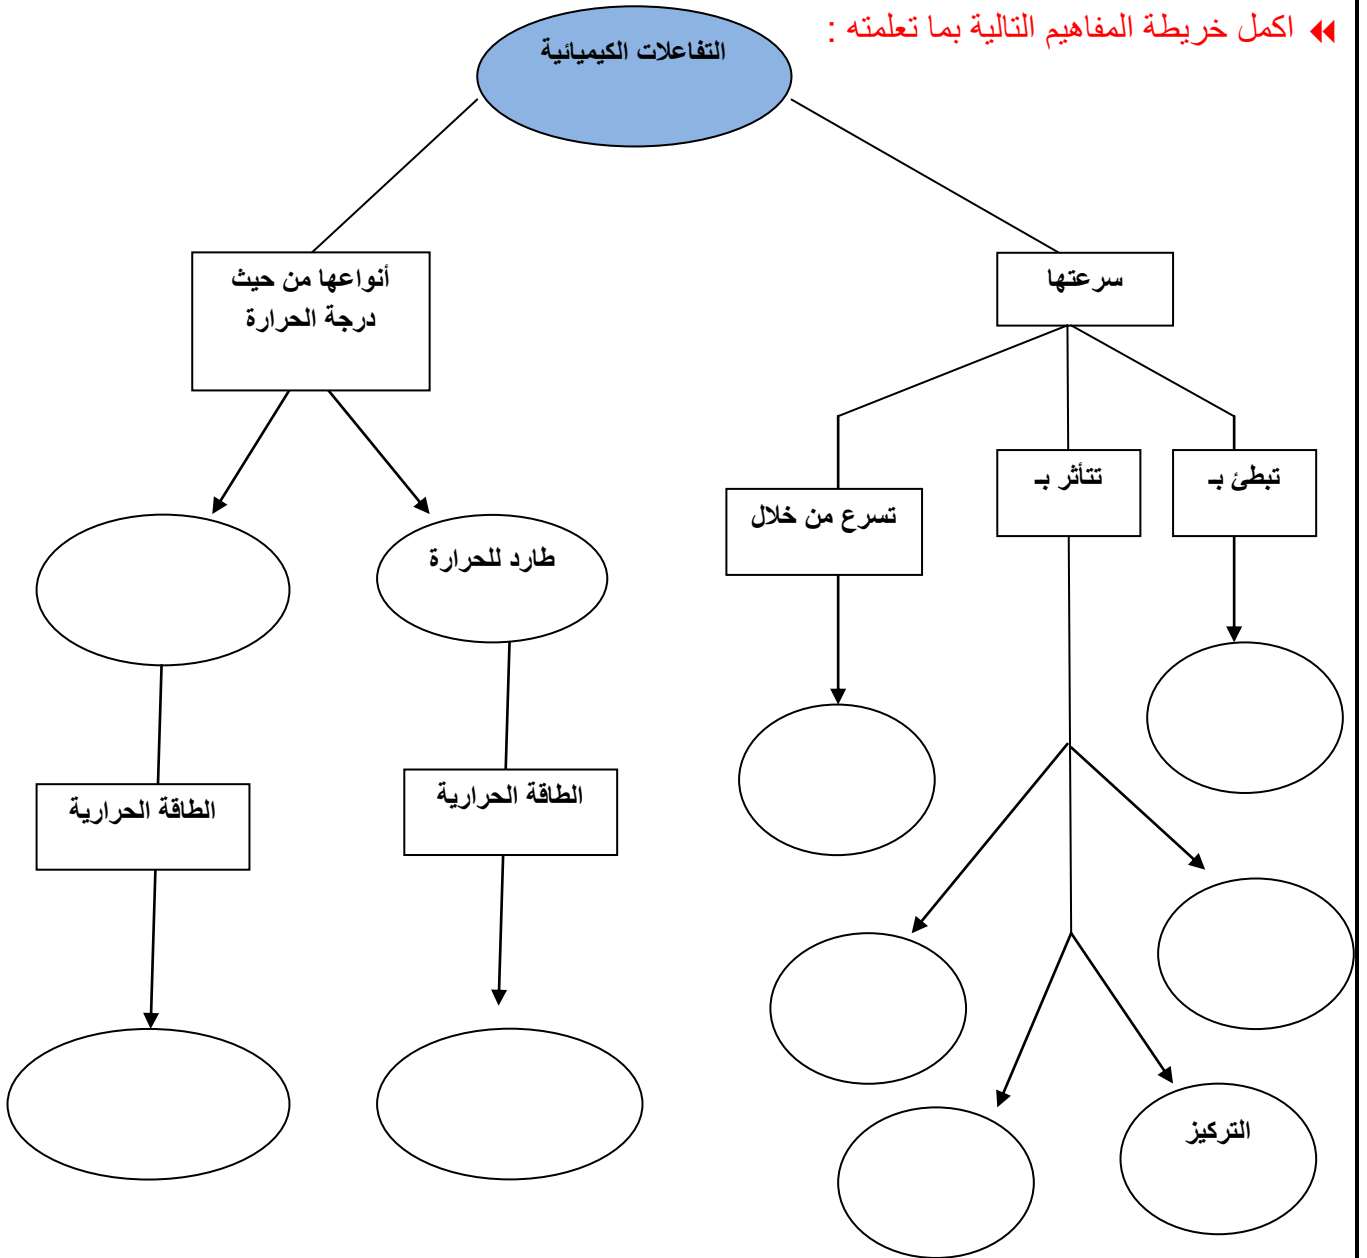 اكمل خريطة المفاهيم التالية بما تعلمته :
التفاعلات الكيميائية
سرعتها
أنواعها من حيث
درجة الحرارة
تبطئ بـ
تتأثر بـ
تسرع من خلال
طارد للحرارة
الطاقة الحرارية
الطاقة الحرارية
التركيز